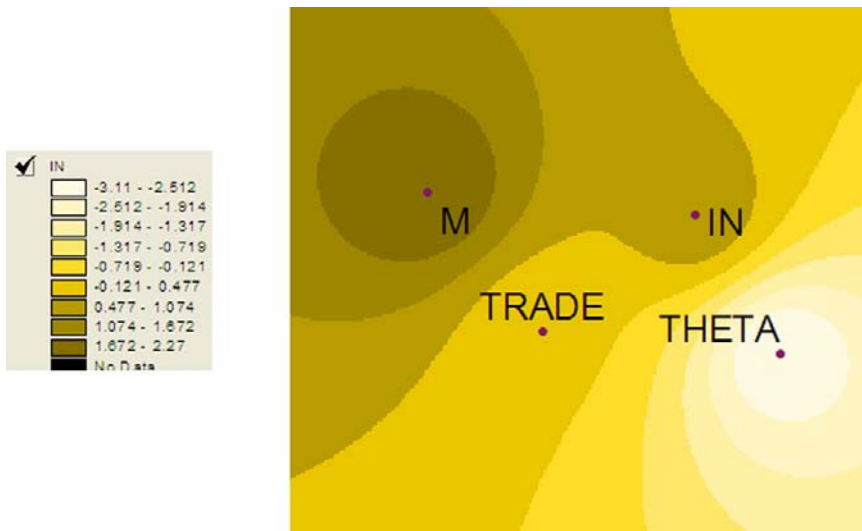 IN
-3.11 - -2.512
-2.512 - -1.914
-1.914 - -1.317
-1.317 - -0.719
-0.719 - -0.121
-0.121 - 0.477
0.477 - 1.074
1.074 - 1.672
1.672 - 2.27
No Data
M
IN
TRADE
THETA